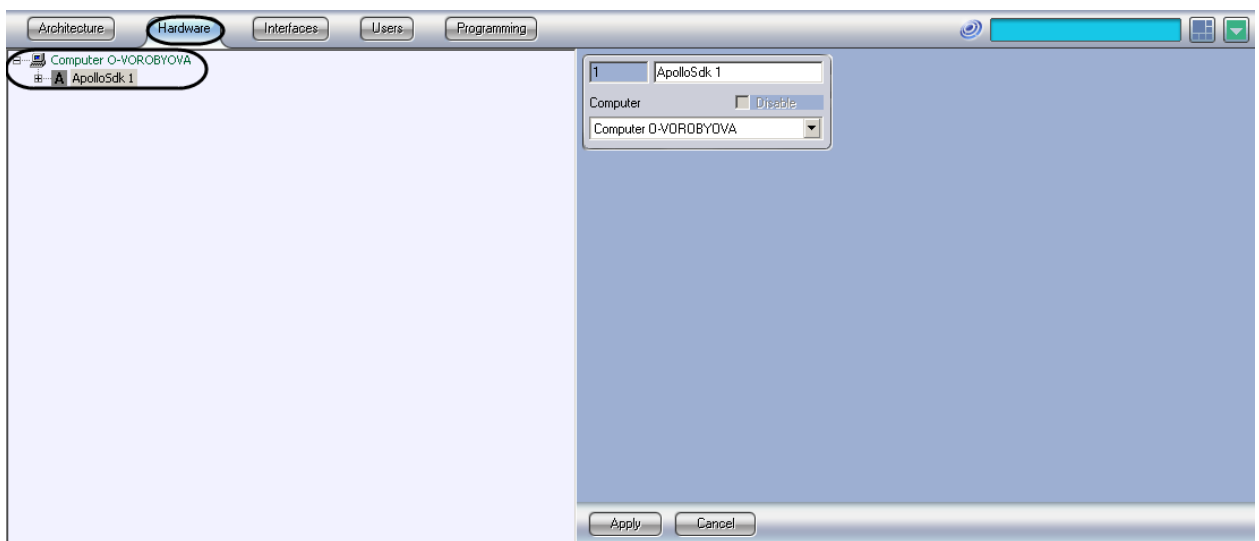 Architecture Hardware Interfaces Users Programming
Computer O-VOROBYOVA
A ApolloSdk 1
1 ApolloSdk 1
Computer Disable
Computer O-VOROBYOVA
Apply Cancel